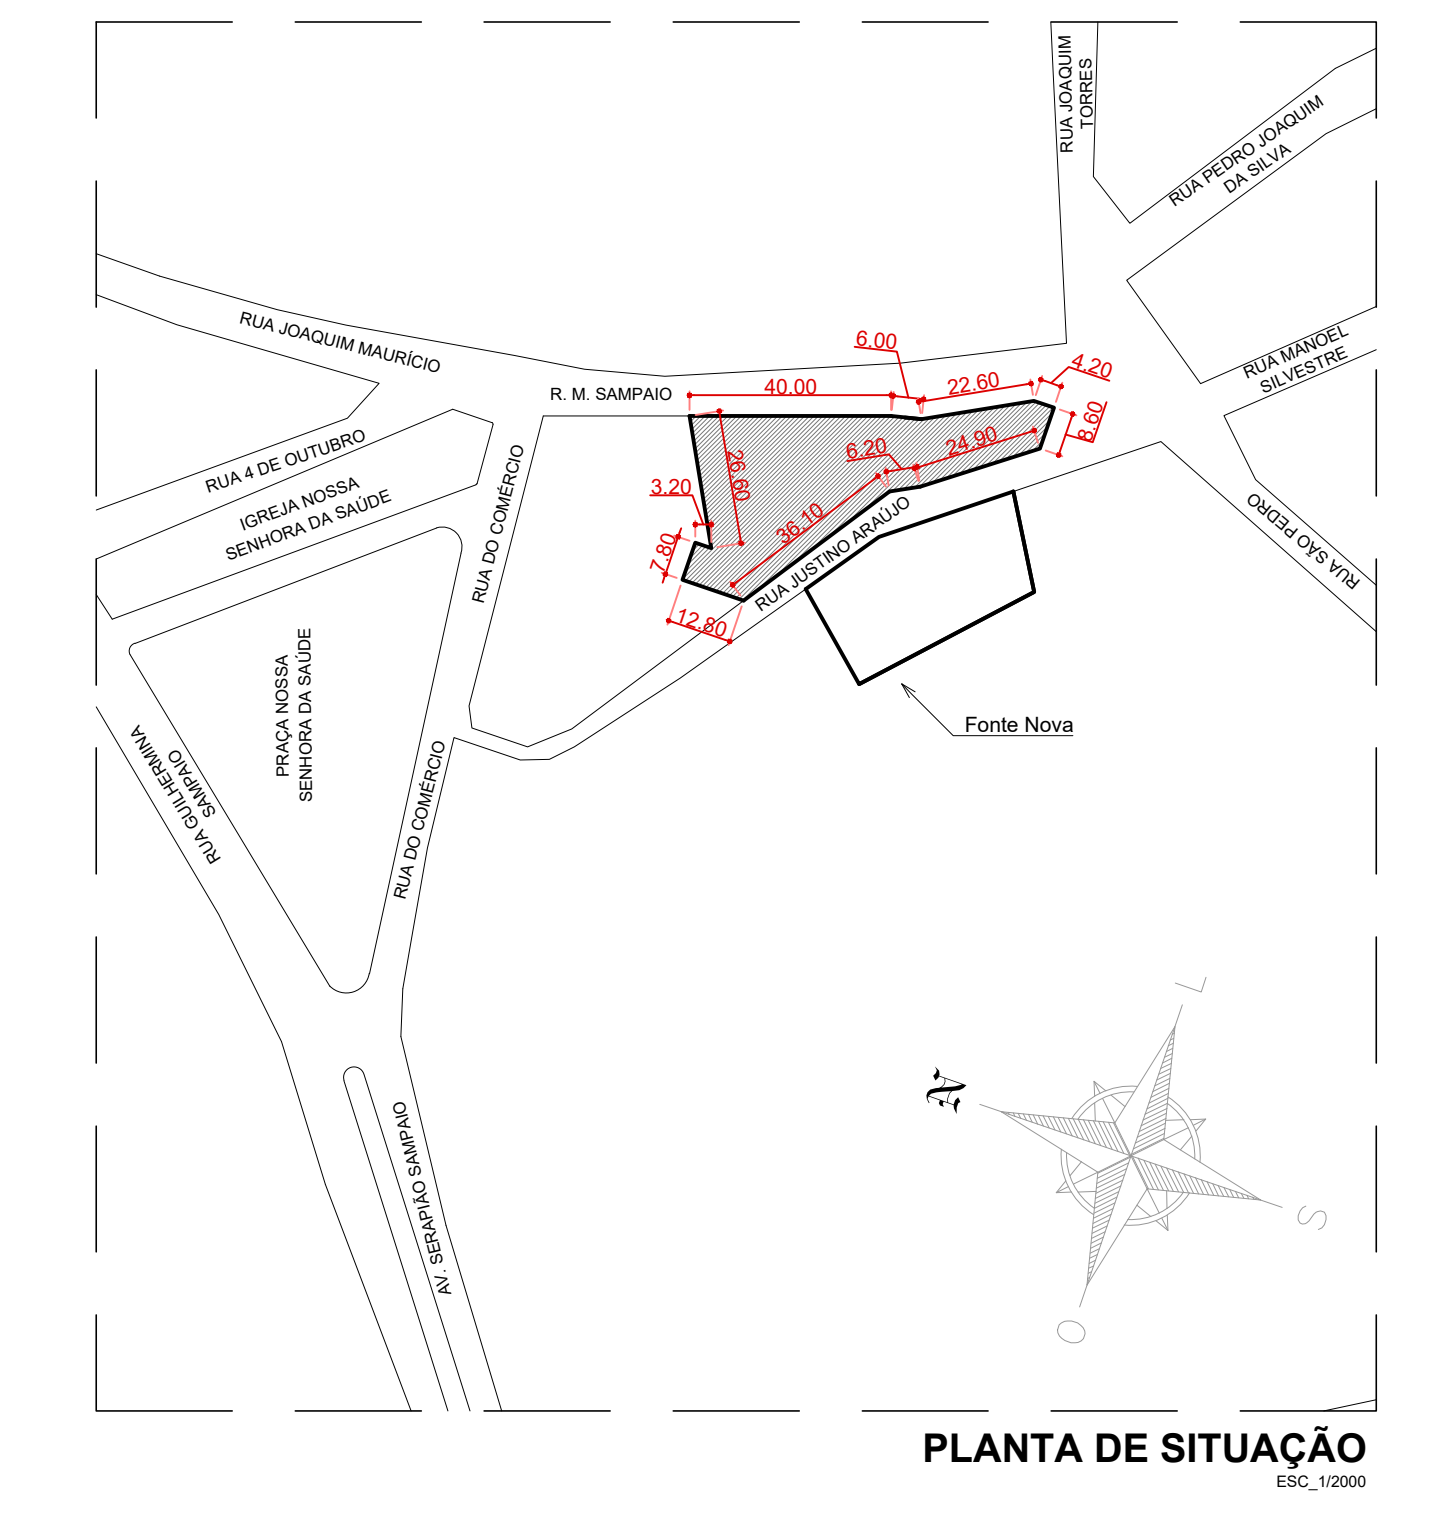 RUA JOAQUIM
TORRES
RUA PEDRO JOAQUIM
DA SILVA
RUA JOAQUIM MAURÍCIO
6.00
RUA MANOEL
SILVESTRE
4.20
R. M. SAMPAIO
40.00
22.60
8.60
RUA 4 DE OUTUBRO
6.20
24.90
IGREJA NOSSA
SENHORA DA SAÚDE
RUA DO COMÉRCIO
3.20
26.60
36.10
7.80
12.80
RUA JUSTINO ARAÚJO
RUA SÃO PEDRO
PRAÇA NOSSA
SENHORA DA SAÚDE
Fonte Nova
RUA GUILHERMINA
SAMPAIO
RUA DO COMÉRCIO
L
N
S
O
AV. SERAPIÃO SAMPAIO
PLANTA DE SITUAÇÃO
ESC_1/2000